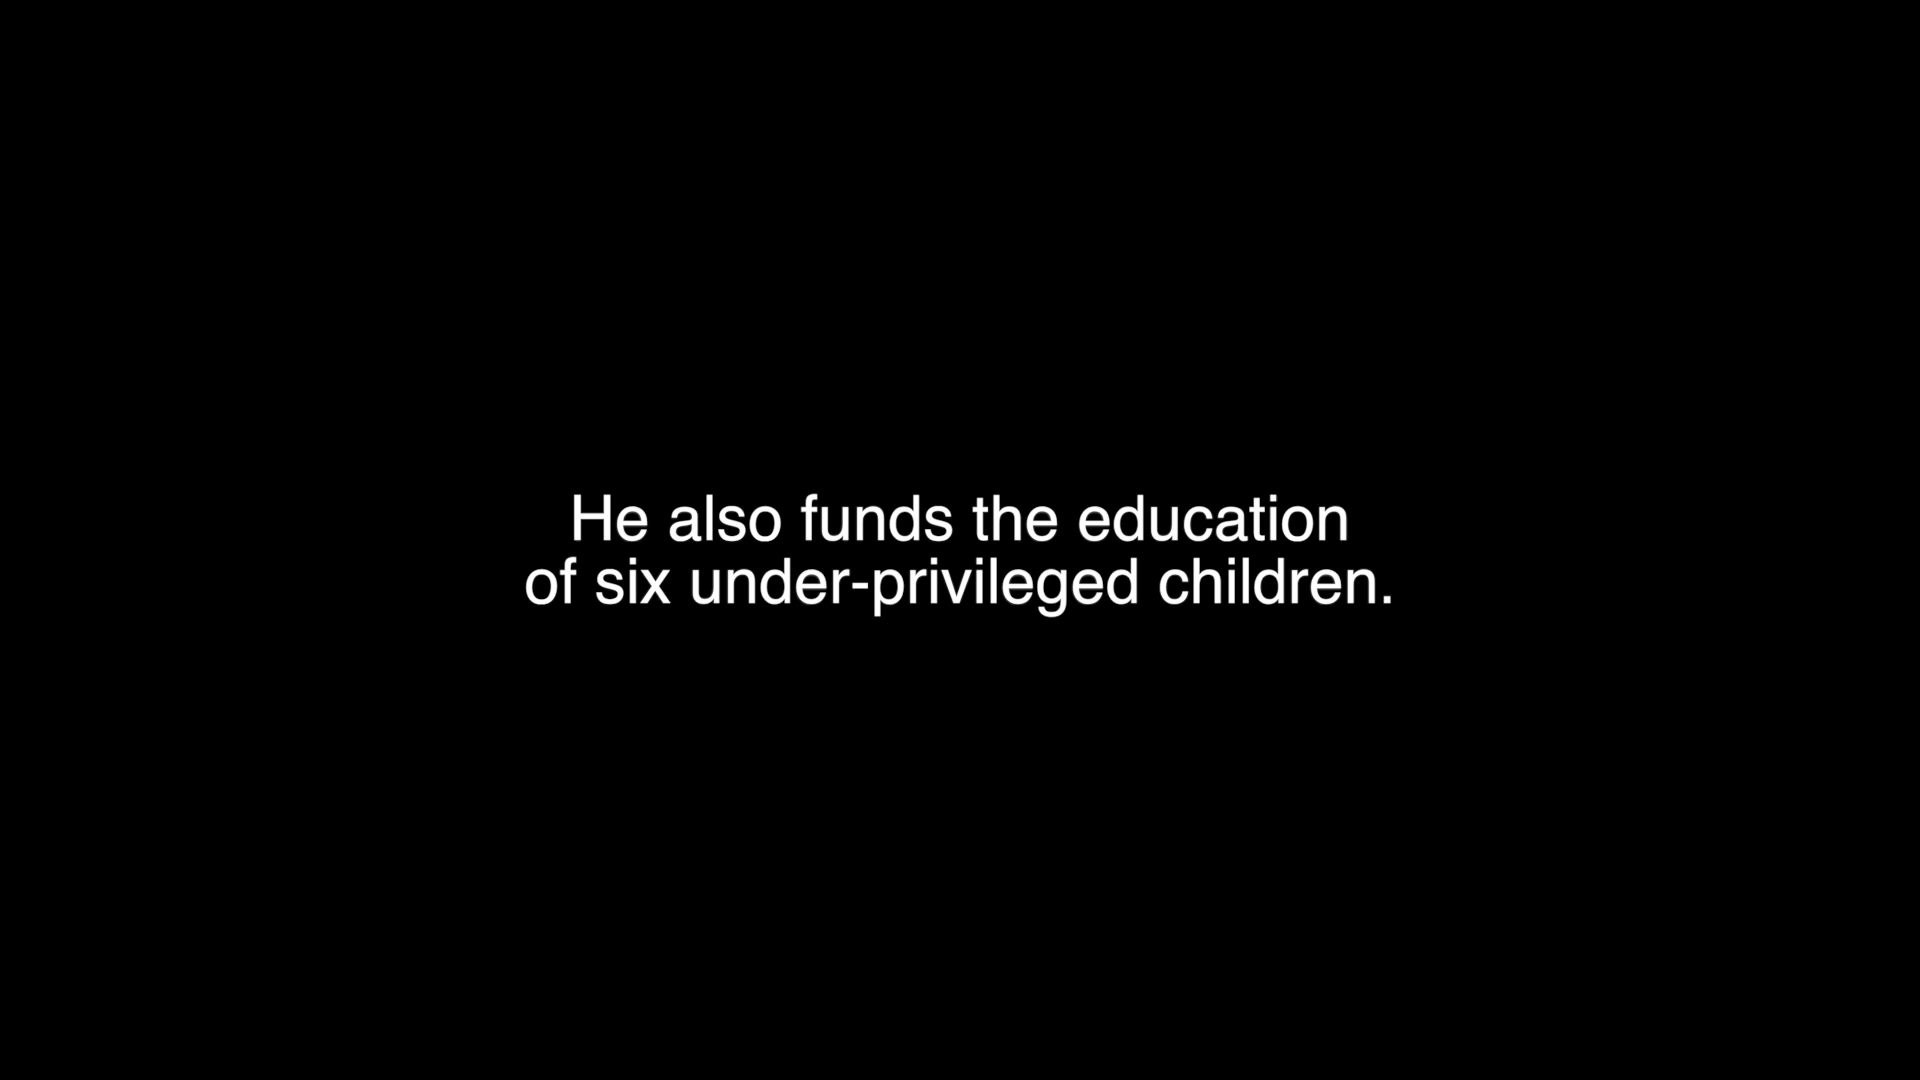 He also funds the education
of six under-privileged children.